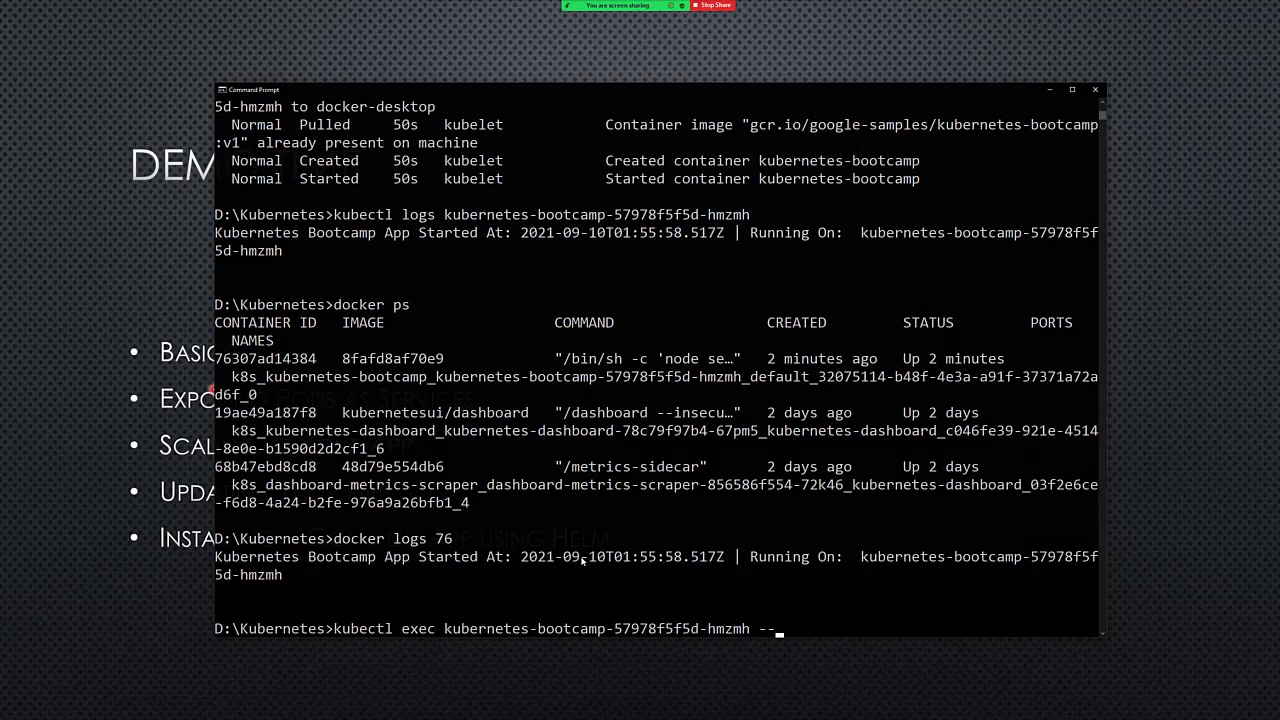 You are screen sharing
Stop Share
Command Prompt
5d-hmzmh to docker-desktop
Normal Pulled 50s kubelet Container image "gcr.io/google-samples/kubernetes-bootcamp
:v1" already present on machine
Normal Created 50s kubelet Created container kubernetes-bootcamp
Normal Started 50s kubelet Started container kubernetes-bootcamp
D:\Kubernetes>kubectl logs kubernetes-bootcamp-57978f5f5d-hmzmh
Kubernetes Bootcamp App Started At: 2021-09-10T01:55:58.517Z | Running On: kubernetes-bootcamp-57978f5f
5d-hmzmh
D:\Kubernetes>docker ps
CONTAINER ID IMAGE COMMAND CREATED STATUS PORTS
NAMES
76307ad14384 8fafd8af70e9 "/bin/sh -c 'node se…" 2 minutes ago Up 2 minutes
k8s_kubernetes-bootcamp_kubernetes-bootcamp-57978f5f5d-hmzmh_default_32075114-b48f-4e3a-a91f-37371a72a
d6f_0
19ae49a187f8 kubernetesui/dashboard "/dashboard --insecu…" 2 days ago Up 2 days
k8s_kubernetes-dashboard_kubernetes-dashboard-78c79f97b4-67pm5_kubernetes-dashboard_c046fe39-921e-4514
-8e0e-b1590d2d2cf1_6
68b47ebd8cd8 48d79e554db6 "/metrics-sidecar" 2 days ago Up 2 days
k8s_dashboard-metrics-scraper_dashboard-metrics-scraper-856586f554-72k46_kubernetes-dashboard_03f2e6ce
-f6d8-4a24-b2fe-976a9a26bfb1_4
D:\Kubernetes>docker logs 76
Kubernetes Bootcamp App Started At: 2021-09-10T01:55:58.517Z | Running On: kubernetes-bootcamp-57978f5f
5d-hmzmh
D:\Kubernetes>kubectl exec kubernetes-bootcamp-57978f5f5d-hmzmh --
DEM
• BASIC
• EXPO PODS AS SERVICES
• SCAL
• UPDA
• INSTA USING HELM